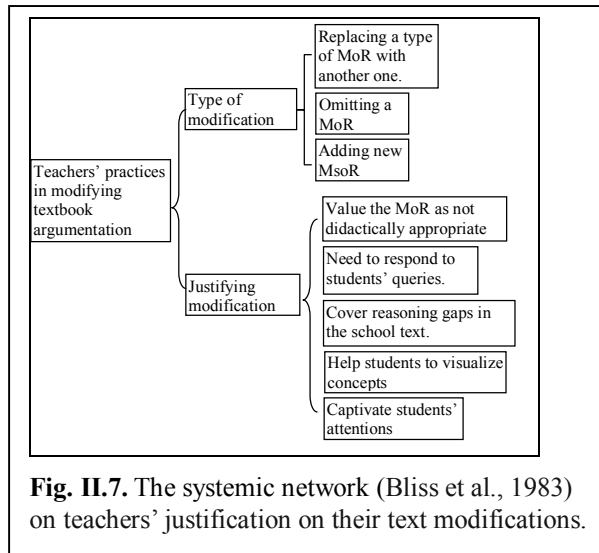 Replacing a type
of MoR with
another one.
Type of
modification
Omitting a
MoR
Adding new
MsoR
Teachers’ practices
in modifying
textbook
argumentation
Value the MoR as not
didactically appropriate
Need to respond to
students’ queries.
Justifying
modification
Cover reasoning gaps in
the school text.
Help students to visualize
concepts
Captivate students’
attentions
Fig. II.7. The systemic network (Bliss et al., 1983)
on teachers’ justification on their text modifications.